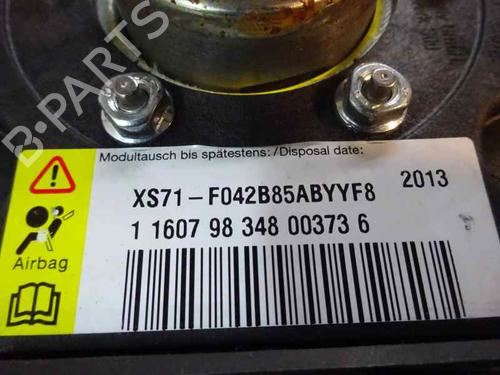 B-PARTS
Modultausch bis spätestens: /Disposal date:
XS71-F042B85ABYYF8 2013
1 1607 98 348 00373 6
Airbag